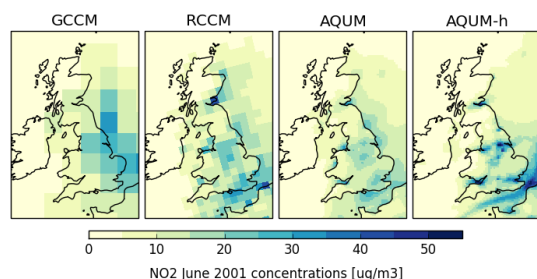 GCCM RCCM AQUM AQUM-h
0 10 20 30 40 50
NO2 June 2001 concentrations [ug/m3]